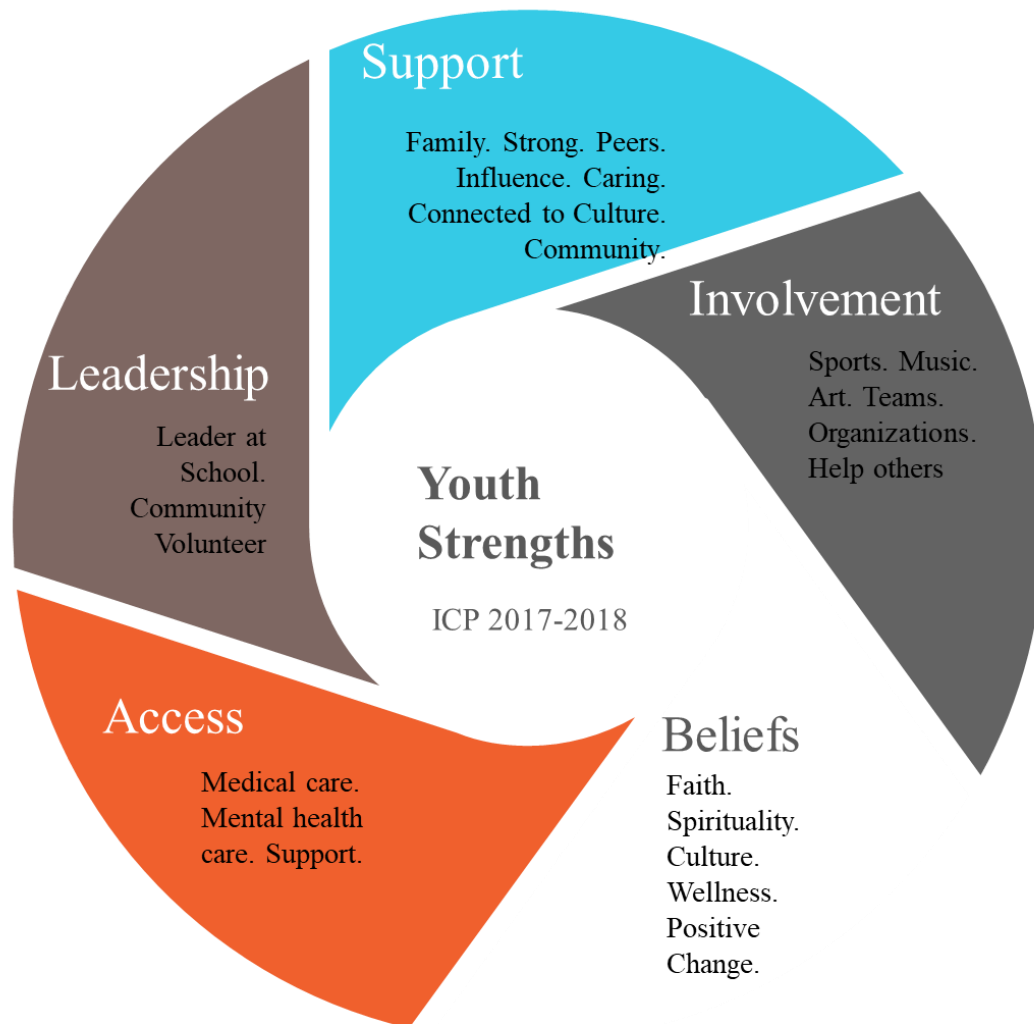 Support
Family. Strong. Peers.
Influence. Caring.
Connected to Culture.
Community.
Involvement
Sports. Music.
Art. Teams.
Organizations.
Help others
Leadership
Leader at
School.
Community
Volunteer
Youth
Strengths
ICP 2017-2018
Access
Medical care.
Mental health
care. Support.
Beliefs
Faith.
Spirituality.
Culture.
Wellness.
Positive
Change.